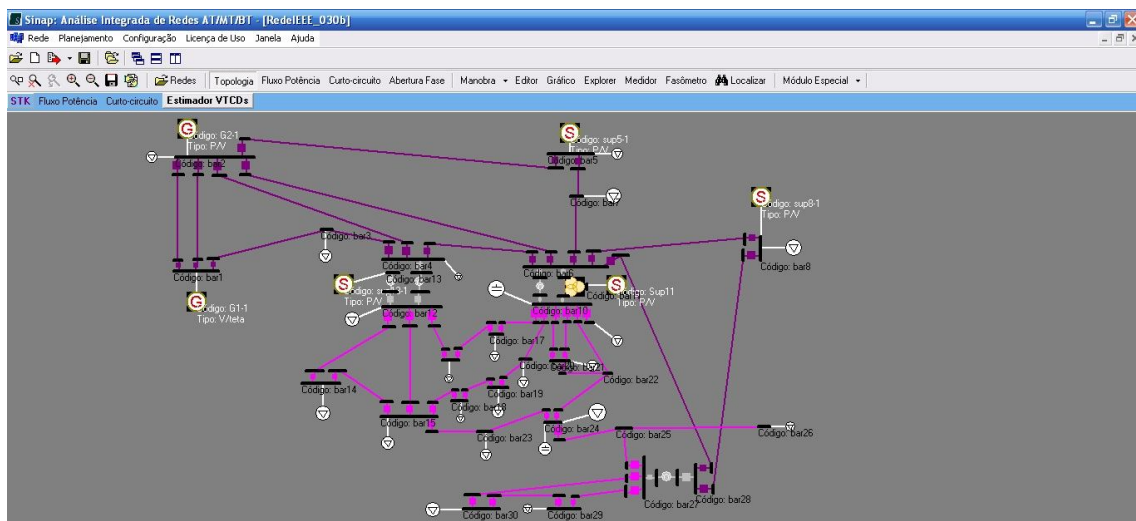 Sinap: Análise Integrada de Redes AT/MT/BT - [RedeIEEE_030b]
Rede Planejamento Configuração Licença de Uso Janela Ajuda
Redes Topologia Fluxo Potência Curto-circuito Abertura Fase Manobra Editor Gráfico Explorer Medidor Fasômetro Localizar Módulo Especial
STK Fluxo Potência Curto-circuito Estimador VTCDs
G
Código: G2-1
Tipo: P/V
Código: bar2
S
Código: sup5-1
Tipo: P/V
Código: bar5
S
Código: sup8-1
Tipo: P/V
Código: bar8
Código: bar3
Código: bar1
G
Código: G1-1
Tipo: V/teta
Código: bar4
Código: bar13
S
Tipo: P/V
Código: bar12
Código: bar6
S
Código: Sup11
Tipo: P/V
Código: bar10
Código: bar17
Código: bar14
Código: bar15
Código: bar19
Código: bar22
Código: bar23
Código: bar24
Código: bar25
Código: bar26
Código: bar27
Código: bar28
Código: bar30
Código: bar29